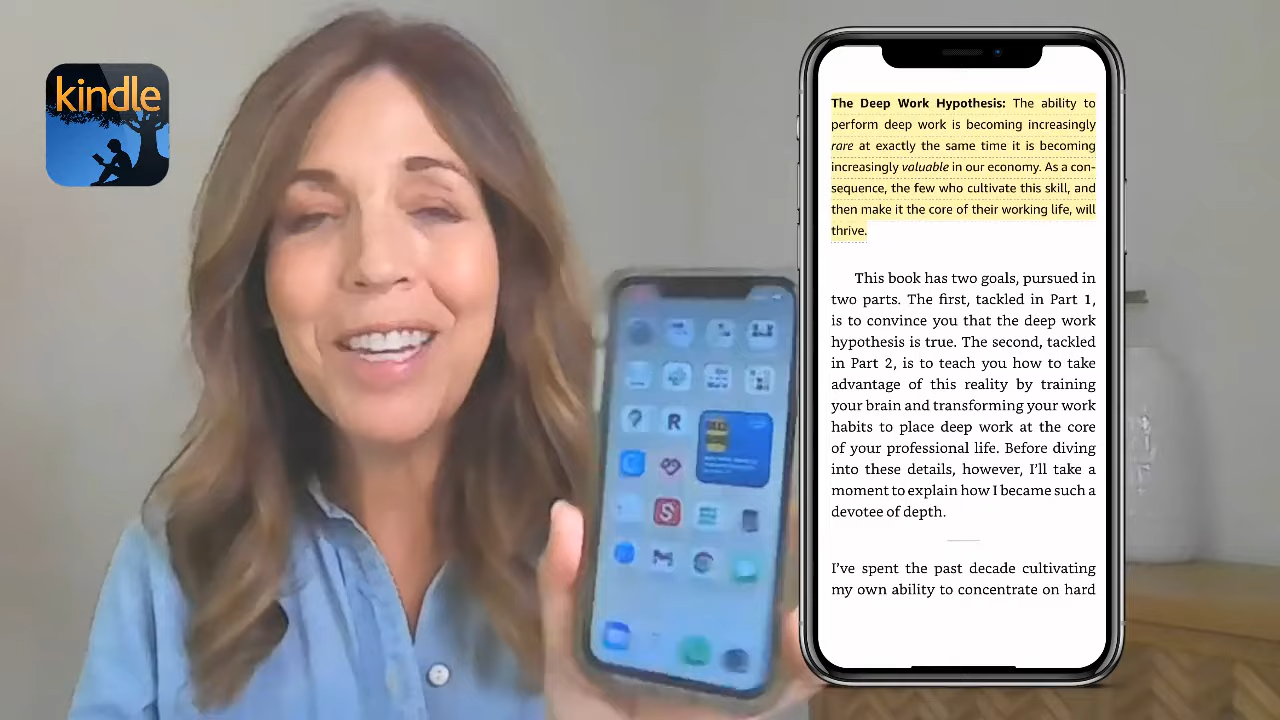 kindle
The Deep Work Hypothesis: The ability to
perform deep work is becoming increasingly
rare at exactly the same time it is becoming
increasingly valuable in our economy. As a con-
sequence, the few who cultivate this skill, and
then make it the core of their working life, will
thrive.
This book has two goals, pursued in
two parts. The first, tackled in Part 1,
is to convince you that the deep work
hypothesis is true. The second, tackled
in Part 2, is to teach you how to take
advantage of this reality by training
your brain and transforming your work
habits to place deep work at the core
of your professional life. Before diving
into these details, however, I'll take a
moment to explain how I became such a
devotee of depth.
I've spent the past decade cultivating
my own ability to concentrate on hard
R
S